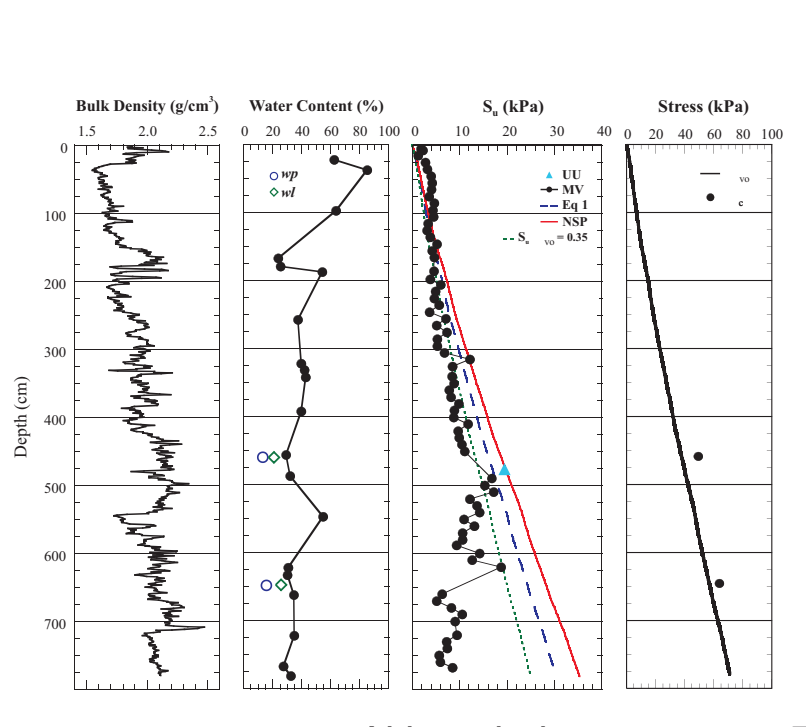 Bulk Density (g/cm³) Water Content (%) Sᵤ (kPa) Stress (kPa)
1.5 2.0 2.5 0 20 40 60 80 100 0 10 20 30 40 0 20 40 60 80 100
0
100
200
300
400
500
600
700
Depth (cm)
wp
wl
UU
MV
Eq 1
NSP
Sᵤ vo = 0.35
vo
c